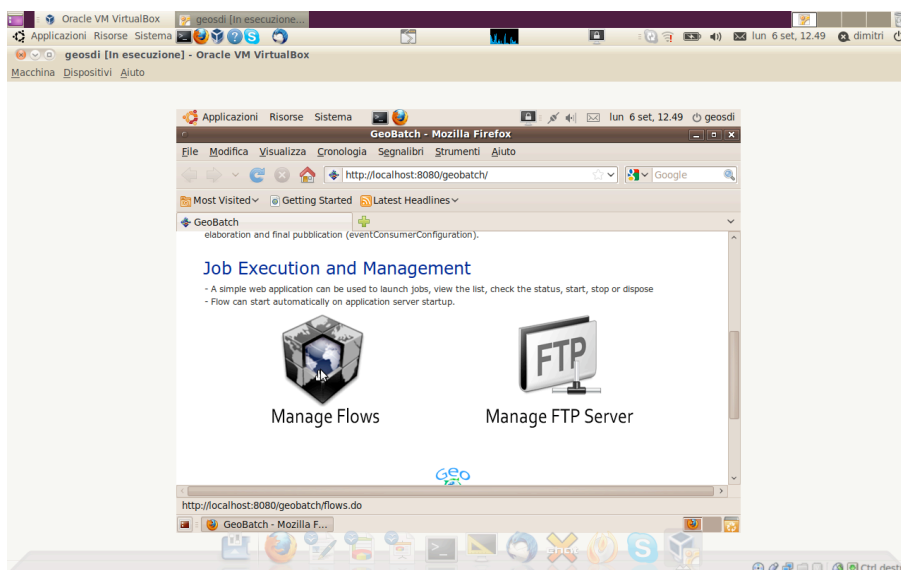 Oracle VM VirtualBox
geosdi [In esecuzione...
Applicazioni Risorse Sistema
lun 6 set, 12.49
dimitri
geosdi [In esecuzione] - Oracle VM VirtualBox
Macchina Dispositivi Aiuto
Applicazioni Risorse Sistema
lun 6 set, 12.49
geosdi
GeoBatch - Mozilla Firefox
File Modifica Visualizza Cronologia Segnalibri Strumenti Aiuto
http://localhost:8080/geobatch/
Google
Most Visited Getting Started Latest Headlines
GeoBatch
elaboration and final pubblication (eventConsumerConfiguration).
Job Execution and Management
- A simple web application can be used to launch jobs, view the list, check the status, start, stop or dispose
- Flow can start automatically on application server startup.
FTP
Manage Flows
Manage FTP Server
Geo
http://localhost:8080/geobatch/flows.do
GeoBatch - Mozilla F...
Ctrl destr